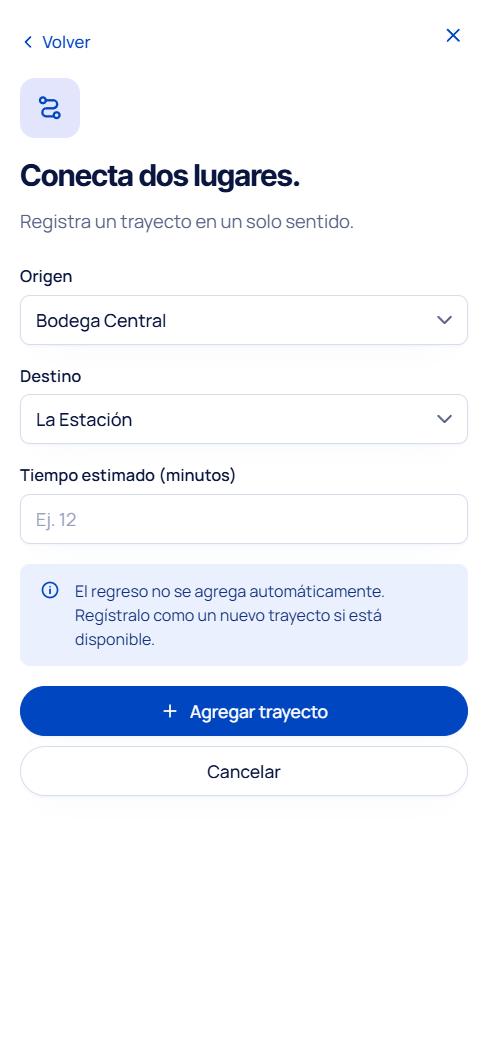 Volver
Conecta dos lugares.
Registra un trayecto en un solo sentido.
Origen
Bodega Central
Destino
La Estación
Tiempo estimado (minutos)
Ej. 12
El regreso no se agrega automáticamente.
Regístralo como un nuevo trayecto si está
disponible.
Agregar trayecto
Cancelar